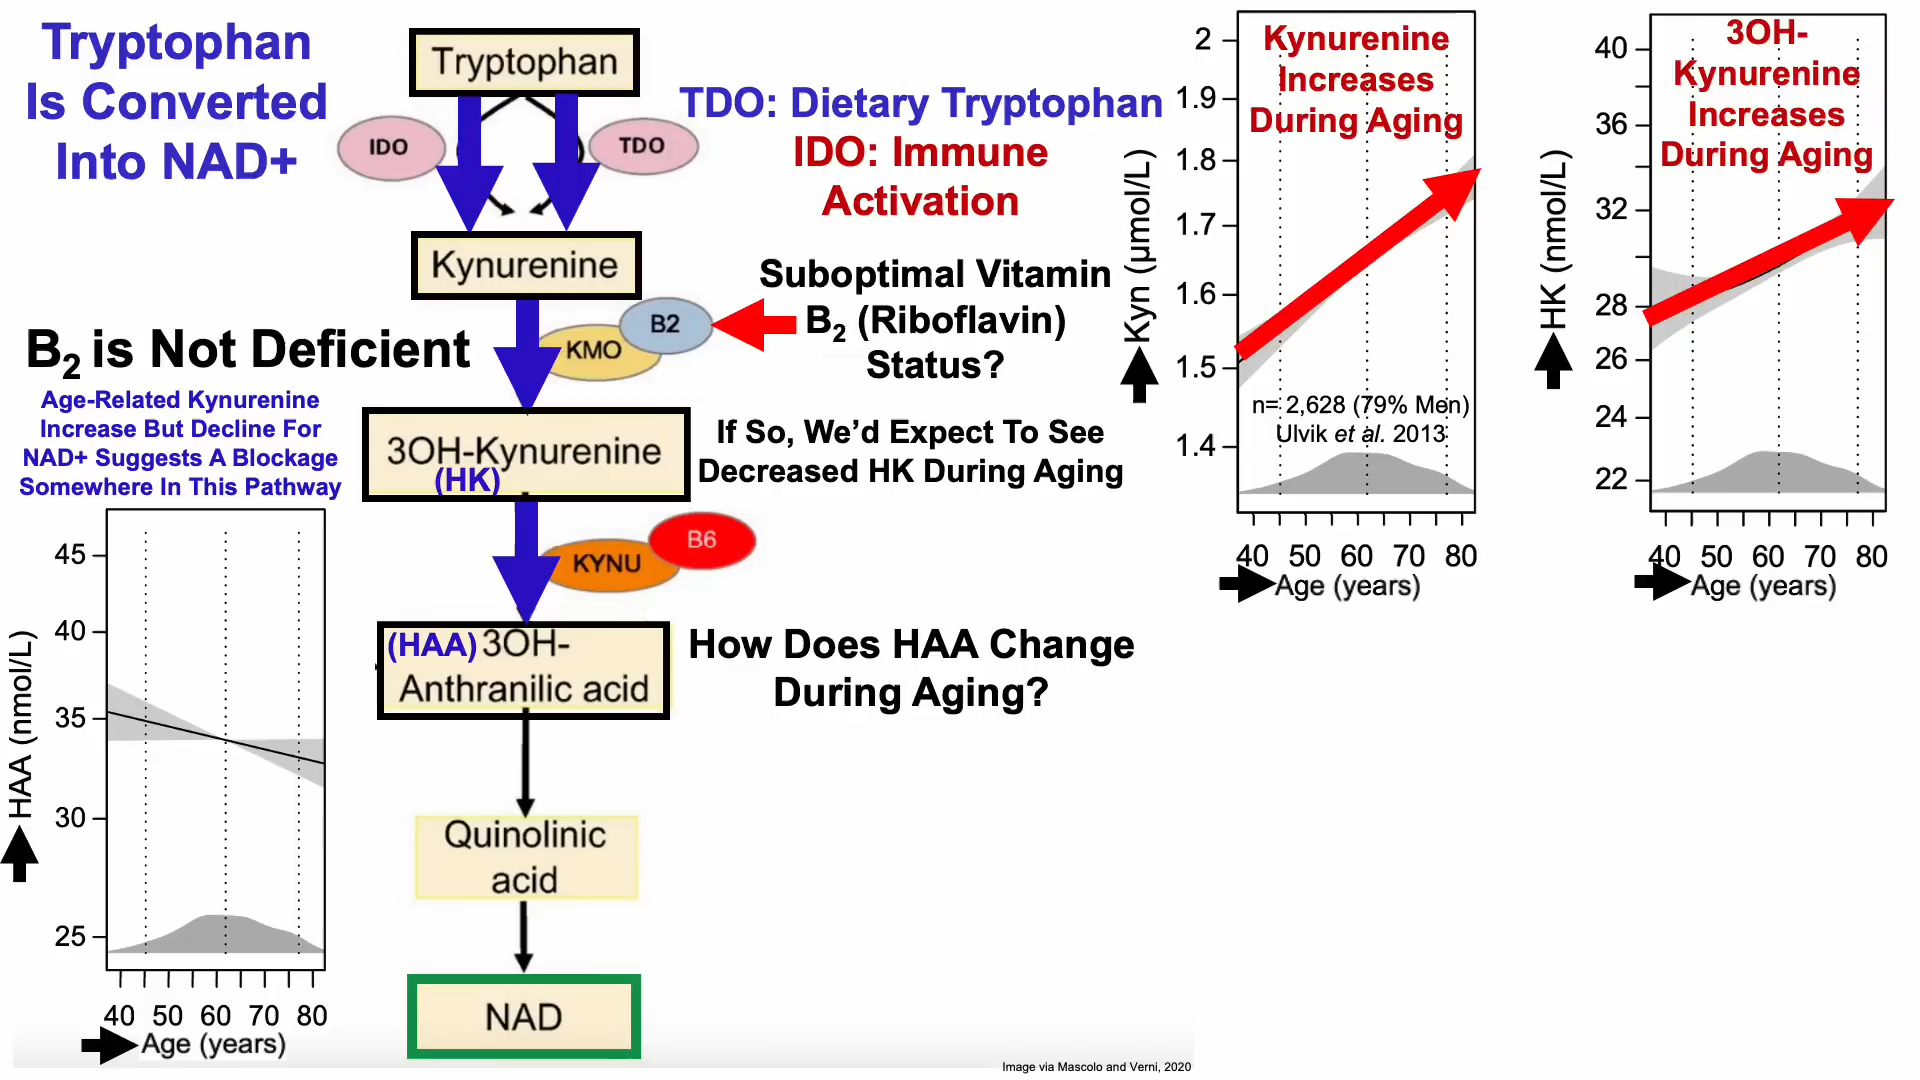 Tryptophan
Is Converted
Into NAD+
Tryptophan
IDO
TDO
TDO: Dietary Tryptophan
IDO: Immune
Activation
Kynurenine
B2
KMO
Suboptimal Vitamin
B₂ (Riboflavin)
Status?
B₂ is Not Deficient
Age-Related Kynurenine
Increase But Decline For
NAD+ Suggests A Blockage
Somewhere In This Pathway
3OH-Kynurenine
(HK)
If So, We'd Expect To See
Decreased HK During Aging
B6
KYNU
(HAA) 3OH-
Anthranilic acid
How Does HAA Change
During Aging?
Quinolinic
acid
NAD
HAA (nmol/L)
45
40
35
30
25
40 50 60 70 80
Age (years)
Kynurenine
Increases
During Aging
Kyn (µmol/L)
2
1.9
1.8
1.7
1.6
1.5
1.4
n= 2,628 (79% Men)
Ulvik et al. 2013
40 50 60 70 80
Age (years)
3OH-
Kynurenine
Increases
During Aging
HK (nmol/L)
40
36
32
28
26
24
22
40 50 60 70 80
Age (years)
Image via Mascolo and Verni, 2020